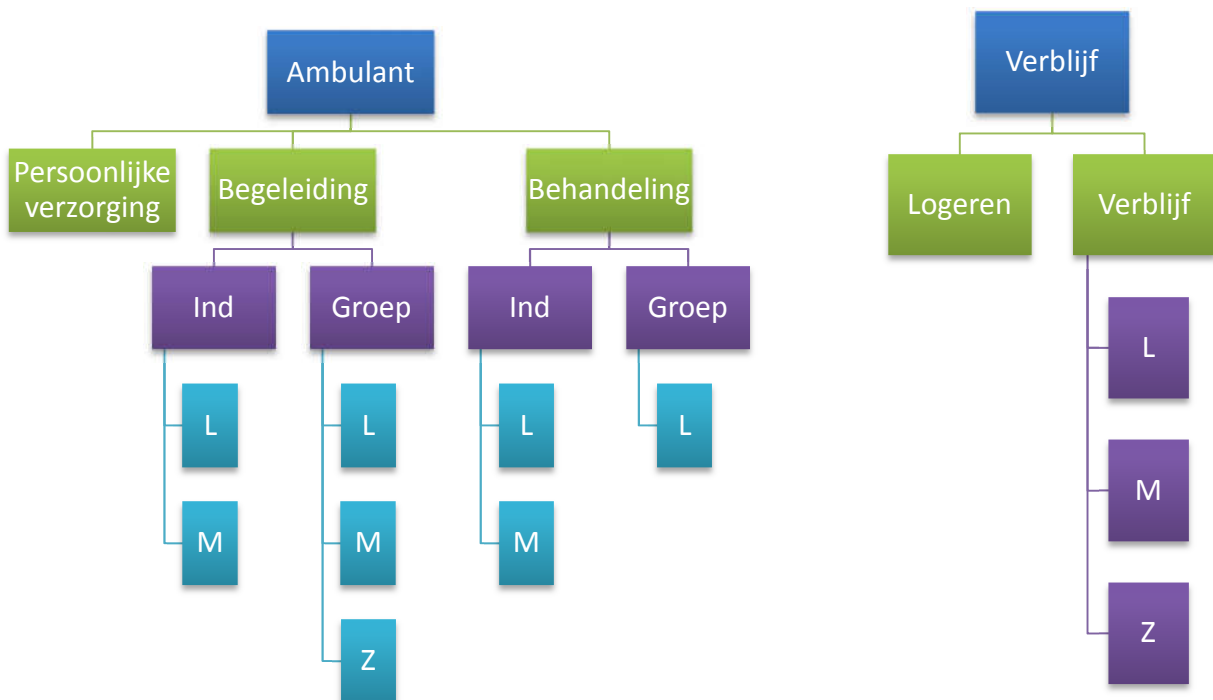 Ambulant
Persoonlijke
verzorging
Begeleiding
Behandeling
Ind
Groep
Ind
Groep
L
L
L
L
M
M
M
Z
Verblijf
Logeren
Verblijf
L
M
Z